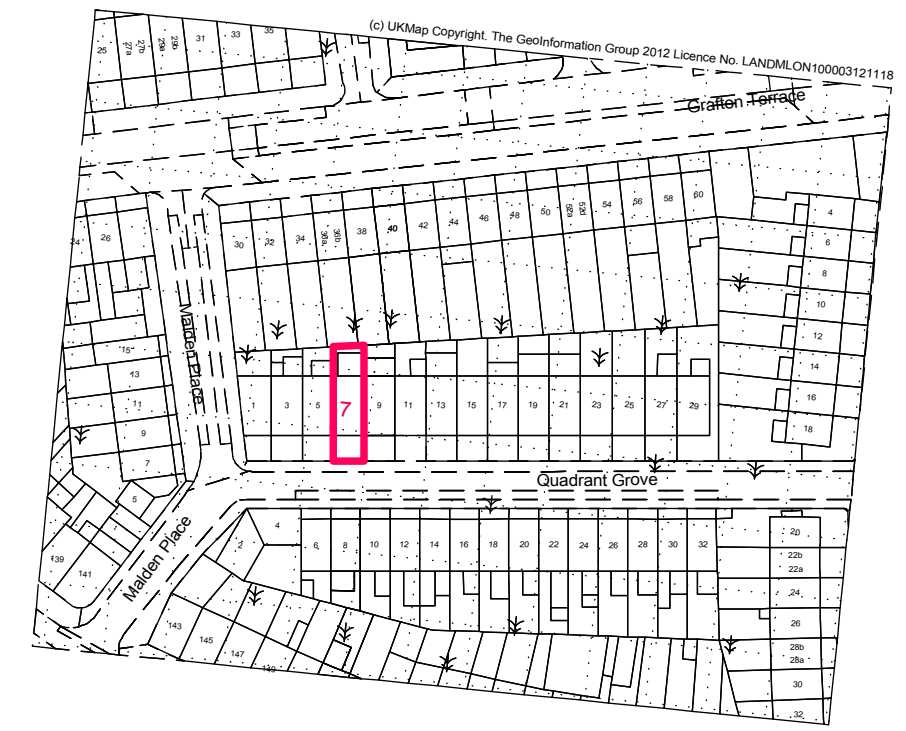 (c) UKMap Copyright. The GeoInformation Group 2012 Licence No. LANDMLON100003121118
25 27a 27b 29a 29b 31 33 35
Grafton Terrace
24 26
30 32 34 36a 36b 38 40 42 44 46 48 50 52a 52d 54 56 58 60
4
6
8
10
12
14
16
18
Malden Place
15
13
11
9
7
5
1 3 5 7 9 11 13 15 17 19 21 23 25 27 29
Quadrant Grove
Malden Place
139
141
2 4 6 8 10 12 14 16 18 20 22 24 26 28 30 32
20
22b
22a
24
26
28b
28a
30
32
143
145
147
149